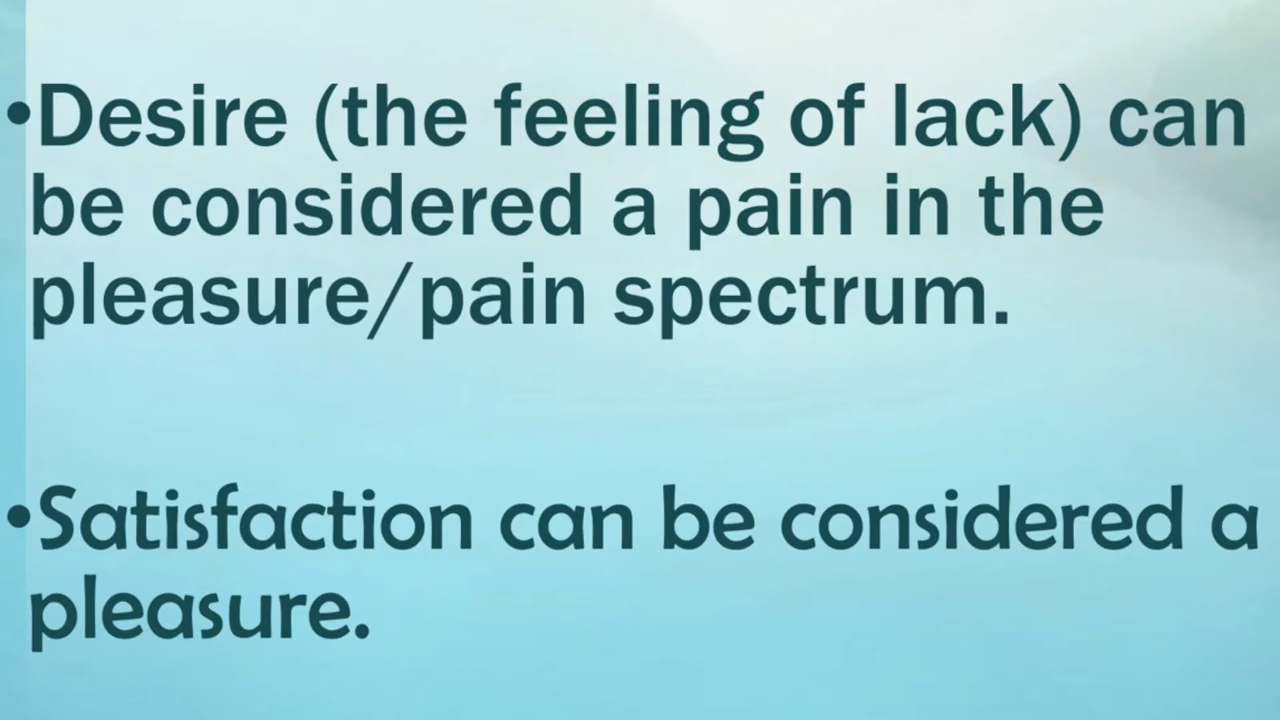 •Desire (the feeling of lack) can
be considered a pain in the
pleasure/pain spectrum.
•Satisfaction can be considered a
pleasure.